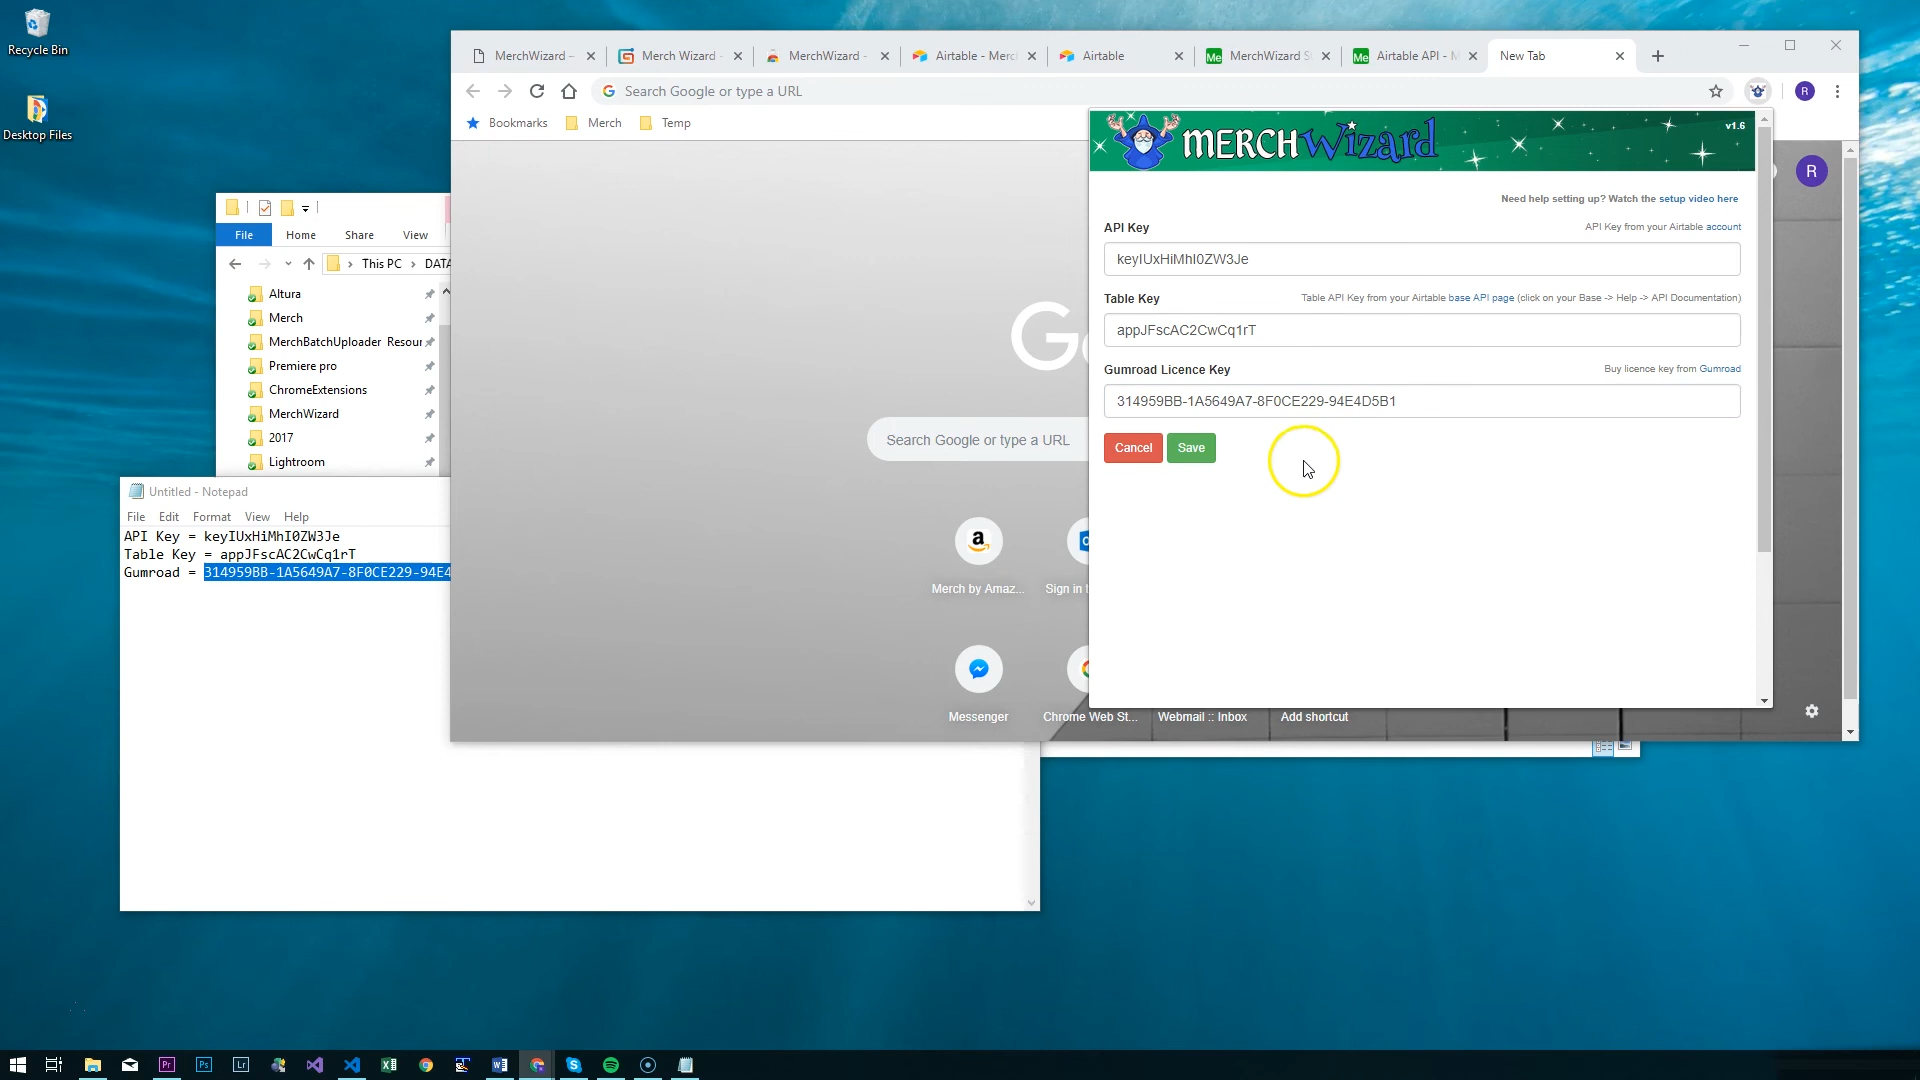 Recycle Bin
Desktop Files
MerchWizard –
Merch Wizard -
MerchWizard -
Airtable - Merc
Airtable
MerchWizard S
Airtable API - M
New Tab
Search Google or type a URL
R
Bookmarks
Merch
Temp
MERCHWizard
v1.6
R
Need help setting up? Watch the setup video here
API Key
API Key from your Airtable account
keyIUxHiMhI0ZW3Je
Table Key
Table API Key from your Airtable base API page (click on your Base -> Help -> API Documentation)
appJFscAC2CwCq1rT
Gumroad Licence Key
Buy licence key from Gumroad
314959BB-1A5649A7-8F0CE229-94E4D5B1
Cancel
Save
Search Google or type a URL
Merch by Amaz...
Sign in
Messenger
Chrome Web St...
Webmail :: Inbox
Add shortcut
File
Home
Share
View
This PC
DATA
Altura
Merch
MerchBatchUploader Resour
Premiere pro
ChromeExtensions
MerchWizard
2017
Lightroom
Untitled - Notepad
File Edit Format View Help
API Key = keyIUxHiMhI0ZW3Je
Table Key = appJFscAC2CwCq1rT
Gumroad = 314959BB-1A5649A7-8F0CE229-94E4